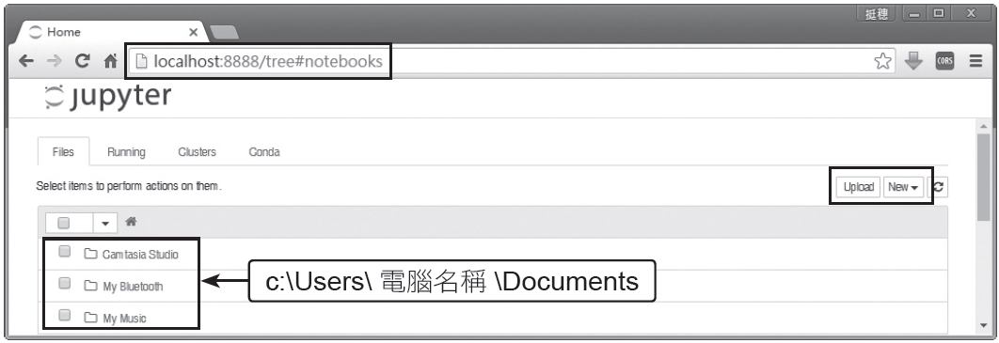 挺穗
Home
localhost:8888/tree#notebooks
CORS
jupyter
Files Running Clusters Conda
Select items to perform actions on them.
Upload New
Camtasia Studio
My Bluetooth
My Music
c:\Users\ 電腦名稱 \Documents